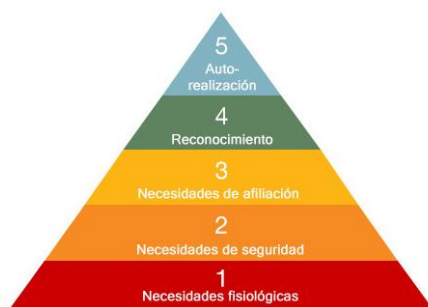 5
Auto-
realización
4
Reconocimiento
3
Necesidades de afiliación
2
Necesidades de seguridad
1
Necesidades fisiológicas